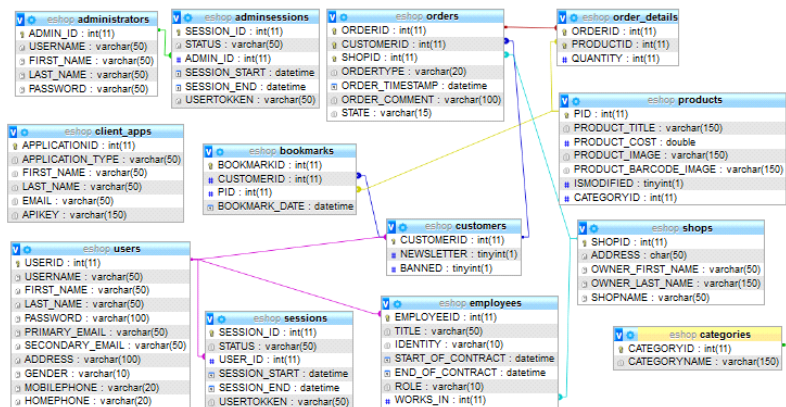 eshop administrators
ADMIN_ID : int(11)
USERNAME : varchar(50)
FIRST_NAME : varchar(50)
LAST_NAME : varchar(50)
PASSWORD : varchar(50)
eshop adminsessions
SESSION_ID : int(11)
STATUS : varchar(50)
ADMIN_ID : int(11)
SESSION_START : datetime
SESSION_END : datetime
USERTOKKEN : varchar(50)
eshop orders
ORDERID : int(11)
CUSTOMERID : int(11)
SHOPID : int(11)
ORDERTYPE : varchar(20)
ORDER_TIMESTAMP : datetime
ORDER_COMMENT : varchar(100)
STATE : varchar(15)
eshop order_details
ORDERID : int(11)
PRODUCTID : int(11)
QUANTITY : int(11)
eshop products
PID : int(11)
PRODUCT_TITLE : varchar(150)
PRODUCT_COST : double
PRODUCT_IMAGE : varchar(150)
PRODUCT_BARCODE_IMAGE : varchar(150)
ISMODIFIED : tinyint(1)
CATEGORYID : int(11)
eshop client_apps
APPLICATIONID : int(11)
APPLICATION_TYPE : varchar(50)
FIRST_NAME : varchar(50)
LAST_NAME : varchar(50)
EMAIL : varchar(50)
APIKEY : varchar(150)
eshop bookmarks
BOOKMARKID : int(11)
CUSTOMERID : int(11)
PID : int(11)
BOOKMARK_DATE : datetime
eshop customers
CUSTOMERID : int(11)
NEWSLETTER : tinyint(1)
BANNED : tinyint(1)
eshop shops
SHOPID : int(11)
ADDRESS : char(50)
OWNER_FIRST_NAME : varchar(50)
OWNER_LAST_NAME : varchar(150)
SHOPNAME : varchar(50)
eshop users
USERID : int(11)
USERNAME : varchar(50)
FIRST_NAME : varchar(50)
LAST_NAME : varchar(50)
PASSWORD : varchar(100)
PRIMARY_EMAIL : varchar(50)
SECONDARY_EMAIL : varchar(50)
ADDRESS : varchar(100)
GENDER : varchar(10)
MOBILEPHONE : varchar(20)
HOMEPHONE : varchar(20)
eshop sessions
SESSION_ID : int(11)
STATUS : varchar(50)
USER_ID : int(11)
SESSION_START : datetime
SESSION_END : datetime
USERTOKKEN : varchar(50)
eshop employees
EMPLOYEEID : int(11)
TITLE : varchar(50)
IDENTITY : varchar(10)
START_OF_CONTRACT : datetime
END_OF_CONTRACT : datetime
ROLE : varchar(10)
WORKS_IN : int(11)
eshop categories
CATEGORYID : int(11)
CATEGORYNAME : varchar(150)